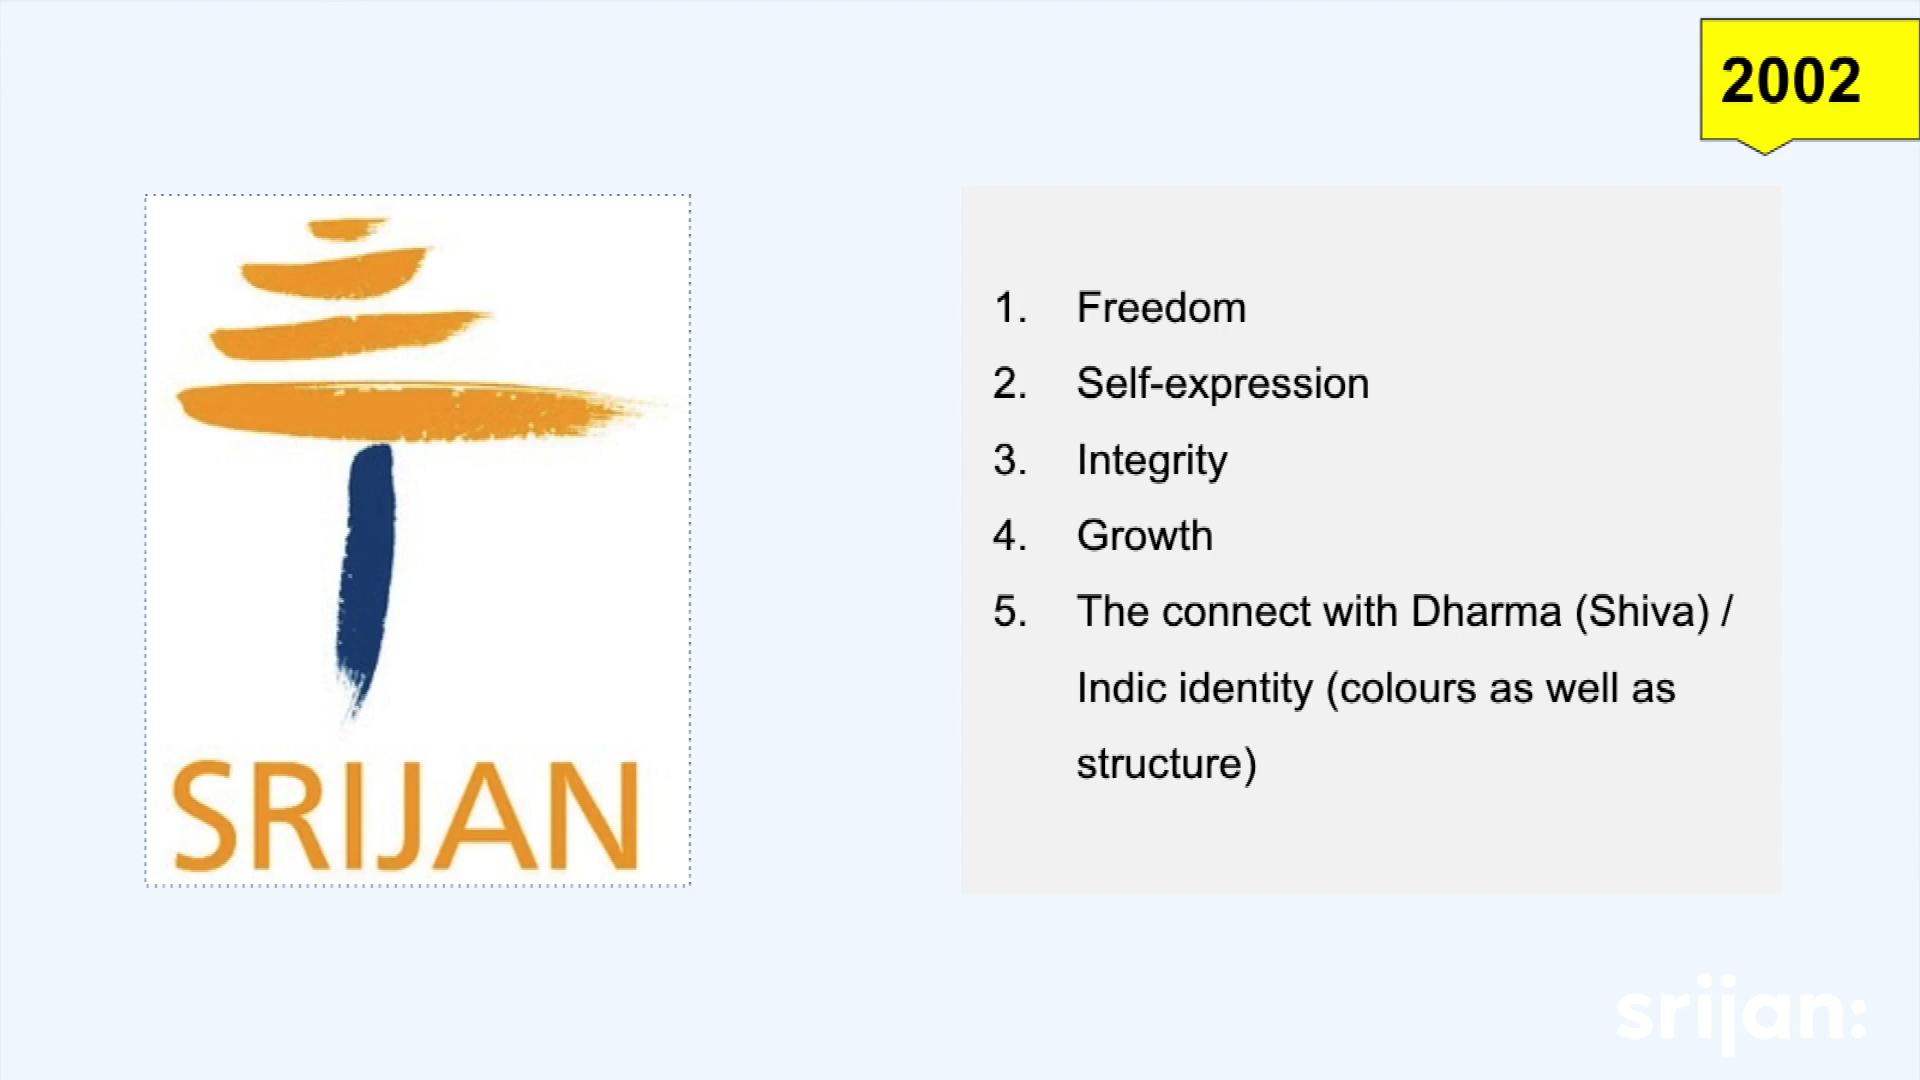 2002
SRIJAN
1. Freedom
2. Self-expression
3. Integrity
4. Growth
5. The connect with Dharma (Shiva) /
Indic identity (colours as well as
structure)
srijan: